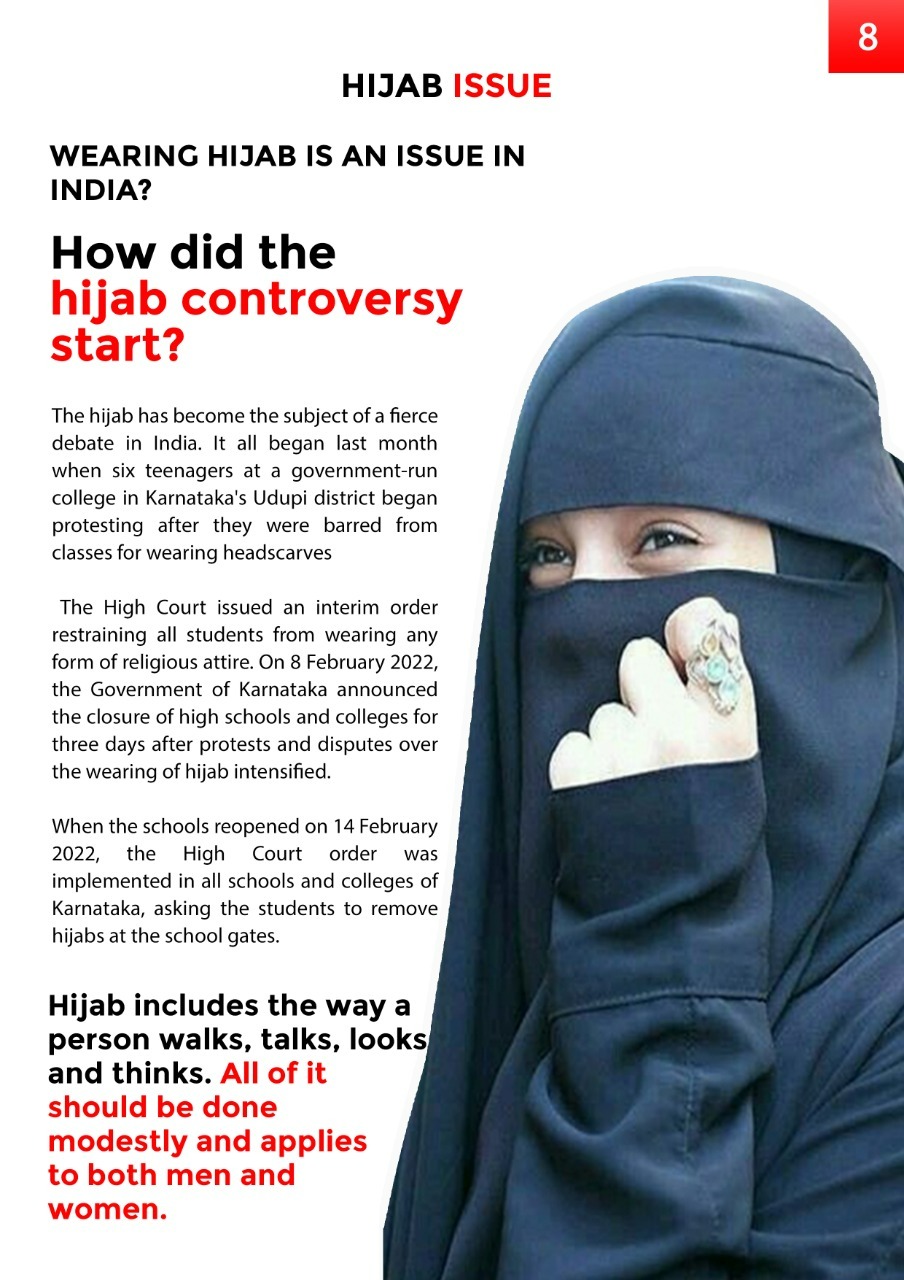 8
HIJAB ISSUE
WEARING HIJAB IS AN ISSUE IN
INDIA?
How did the
hijab controversy
start?
The hijab has become the subject of a fierce
debate in India. It all began last month
when six teenagers at a government-run
college in Karnataka's Udupi district began
protesting after they were barred from
classes for wearing headscarves
The High Court issued an interim order
restraining all students from wearing any
form of religious attire. On 8 February 2022,
the Government of Karnataka announced
the closure of high schools and colleges for
three days after protests and disputes over
the wearing of hijab intensified.
When the schools reopened on 14 February
2022, the High Court order was
implemented in all schools and colleges of
Karnataka, asking the students to remove
hijabs at the school gates.
Hijab includes the way a
person walks, talks, looks
and thinks. All of it
should be done
modestly and applies
to both men and
women.